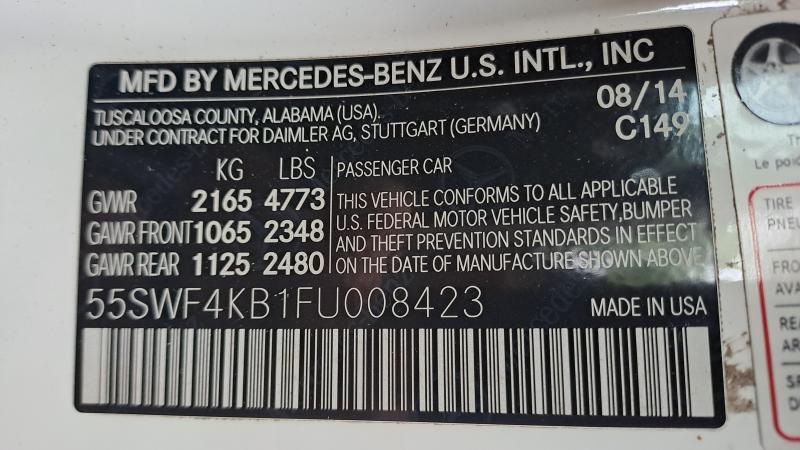 MFD BY MERCEDES-BENZ U.S. INTL., INC
TUSCALOOSA COUNTY, ALABAMA (USA). 08/14
UNDER CONTRACT FOR DAIMLER AG, STUTTGART (GERMANY) C149
KG LBS PASSENGER CAR
GVWR 2165 4773
GAWR FRONT 1065 2348
GAWR REAR 1125 2480
THIS VEHICLE CONFORMS TO ALL APPLICABLE
U.S. FEDERAL MOTOR VEHICLE SAFETY,BUMPER
AND THEFT PREVENTION STANDARDS IN EFFECT
ON THE DATE OF MANUFACTURE SHOWN ABOVE
55SWF4KB1FU008423 MADE IN USA
Le
TIRE